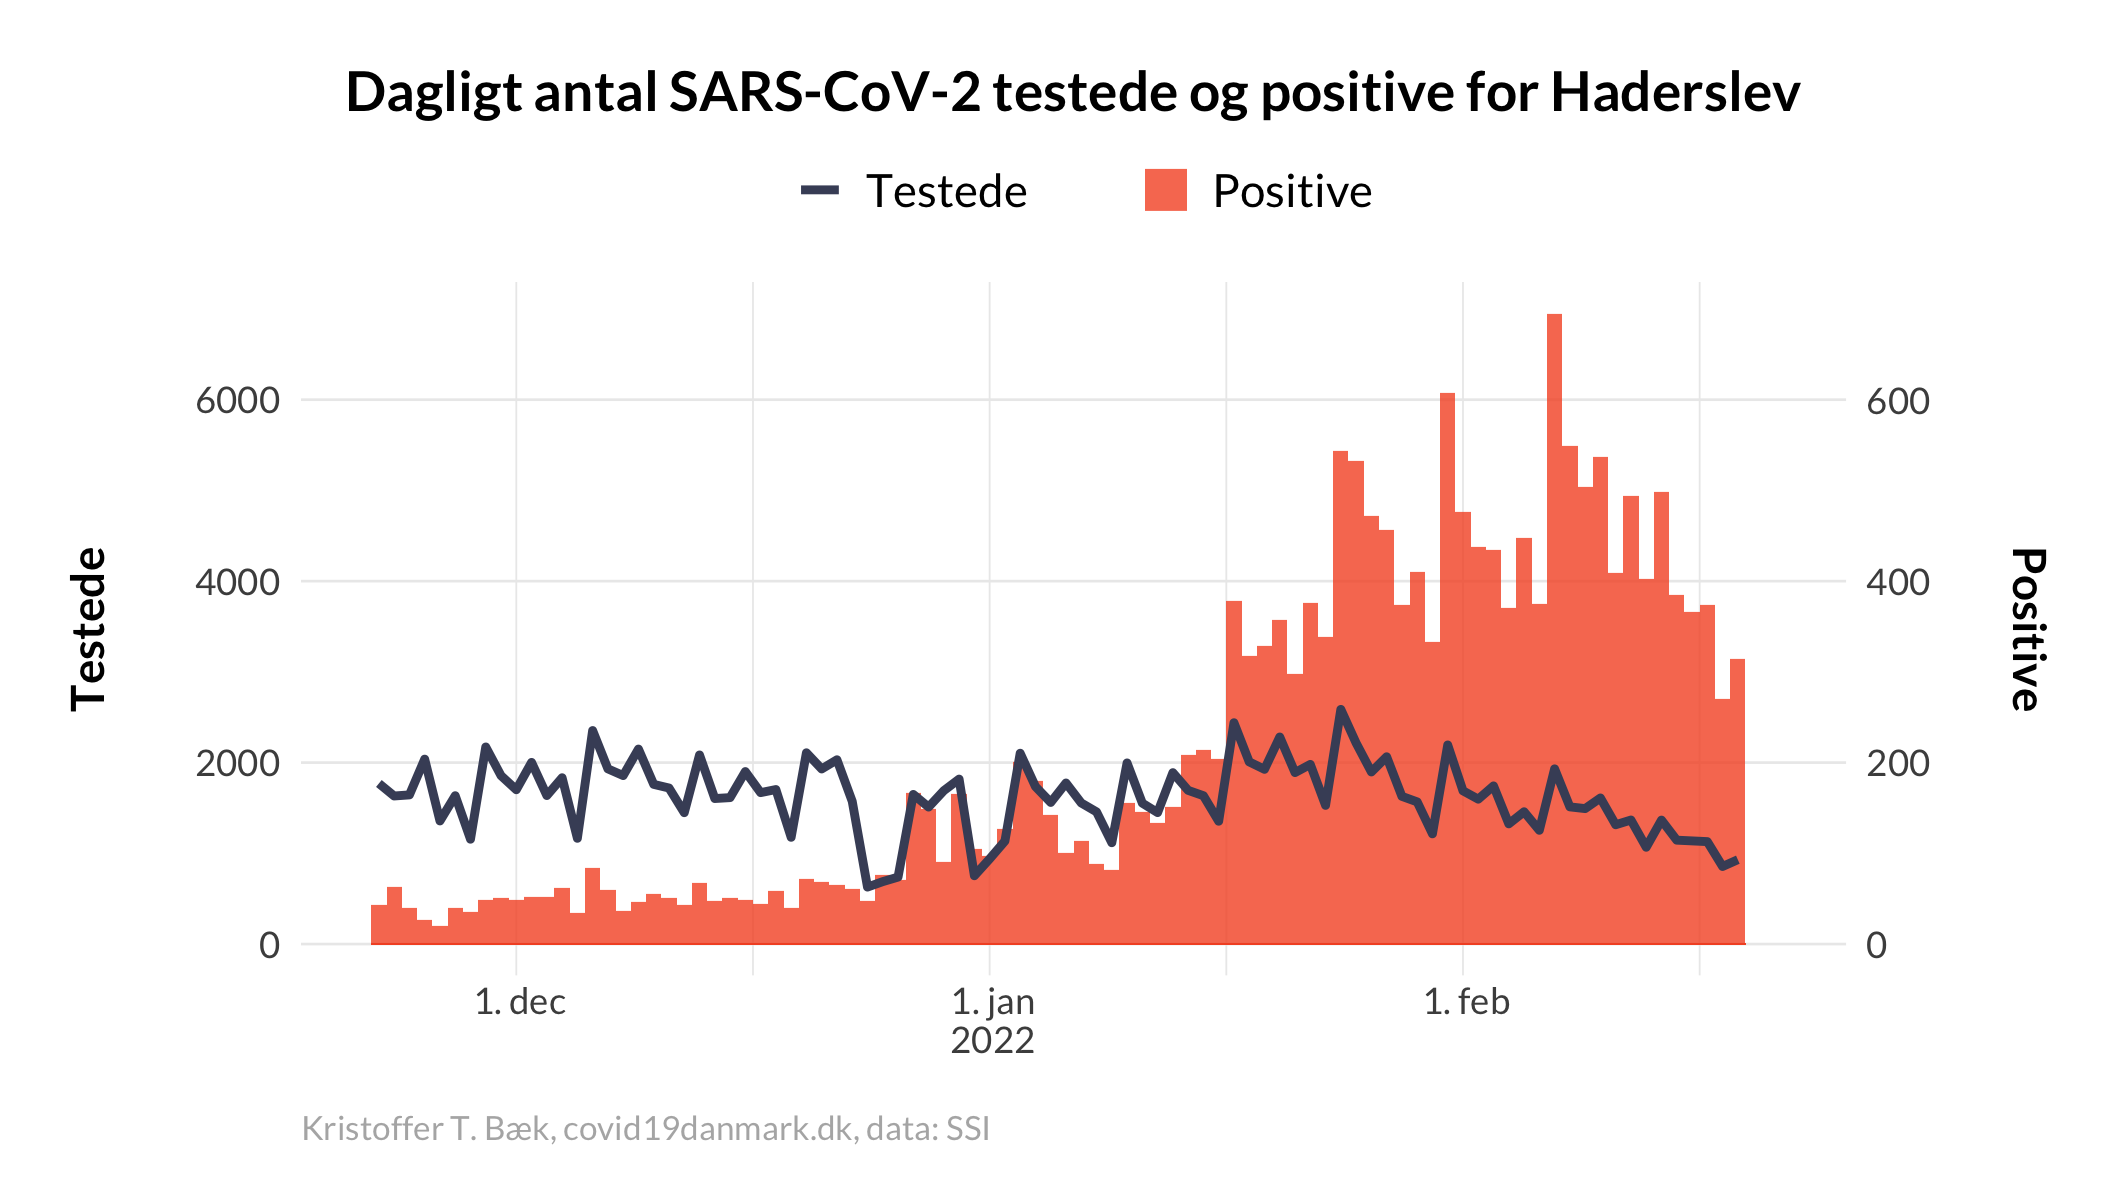 Dagligt antal SARS-CoV-2 testede og positive for Haderslev
Testede
Positive
6000
4000
2000
0
Testede
600
400
200
0
Positive
1. dec
1. jan
2022
1. feb
Kristoffer T. Bæk, covid19danmark.dk, data: SSI